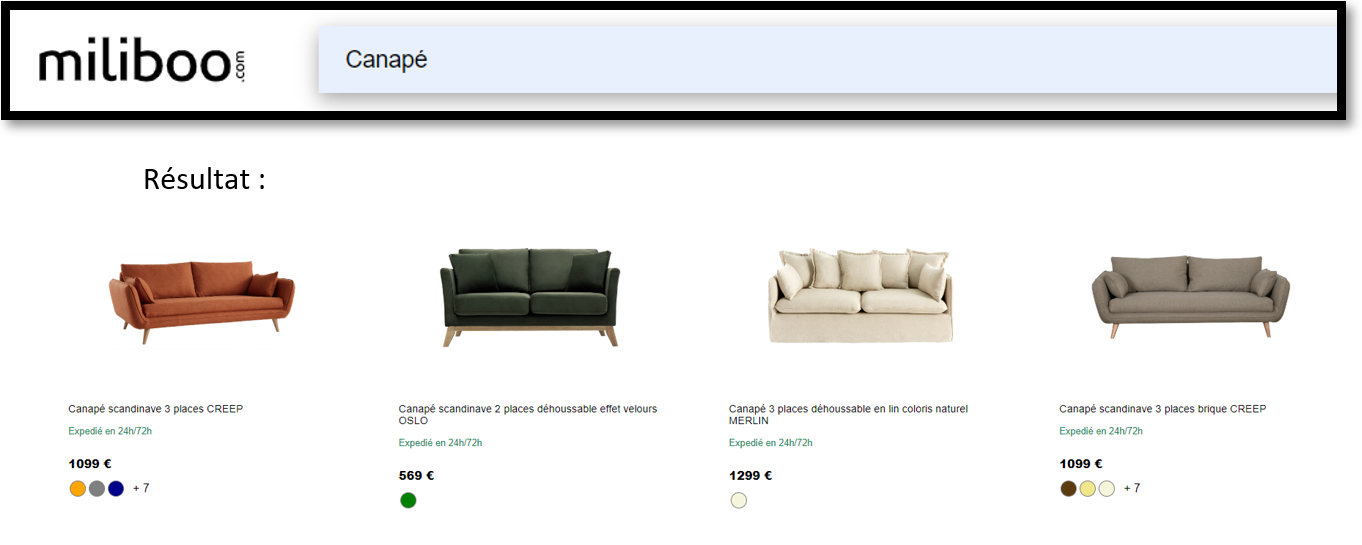 miliboo.com
Canapé
Résultat :
Canapé scandinave 3 places CREEP
Expedié en 24h/72h
1099 €
+ 7
Canapé scandinave 2 places déhoussable effet velours
OSLO
Expedié en 24h/72h
569 €
Canapé 3 places déhoussable en lin coloris naturel
MERLIN
Expedié en 24h/72h
1299 €
Canapé scandinave 3 places brique CREEP
Expedié en 24h/72h
1099 €
+ 7